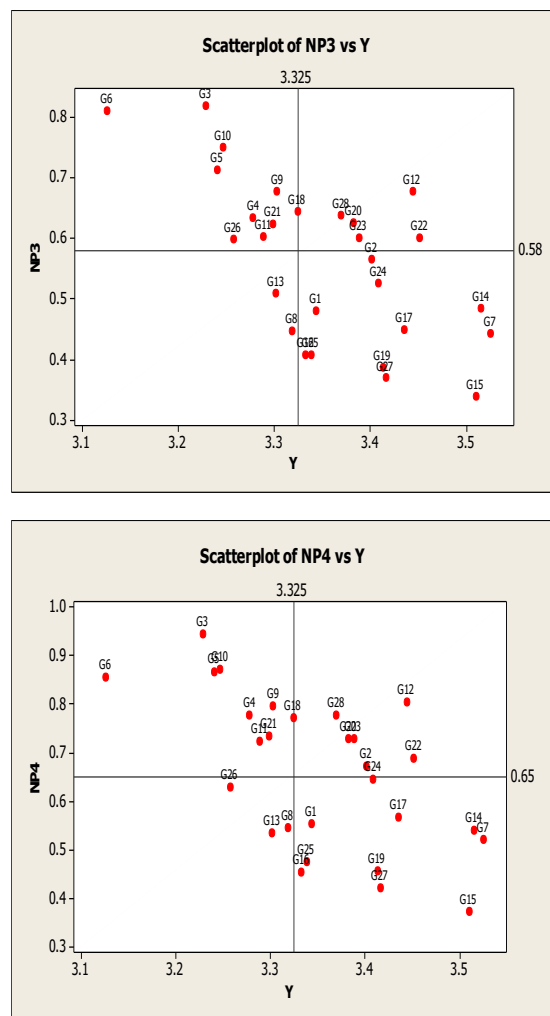 Scatterplot of NP3 vs Y
3.325
G6
G3
0.8
G10
G5
0.7
G9
G12
G18
G4
G21
G28
G20
G26
G11
G23
G22
0.6
G2
0.58
NP3
G24
G13
0.5
G1
G14
G8
G17
G7
0.4
G19
G27
G15
0.3
3.1
3.2
3.3
3.4
3.5
Y
Scatterplot of NP4 vs Y
3.325
1.0
G3
0.9
G5
G10
G6
G9
G12
0.8
G4
G18
G28
G11
G21
G23
0.7
G22
G2
G24
0.65
G26
NP4
0.6
G17
G13
G8
G1
G14
G7
0.5
G25
G16
G19
G27
0.4
G15
0.3
3.1
3.2
3.3
3.4
3.5
Y